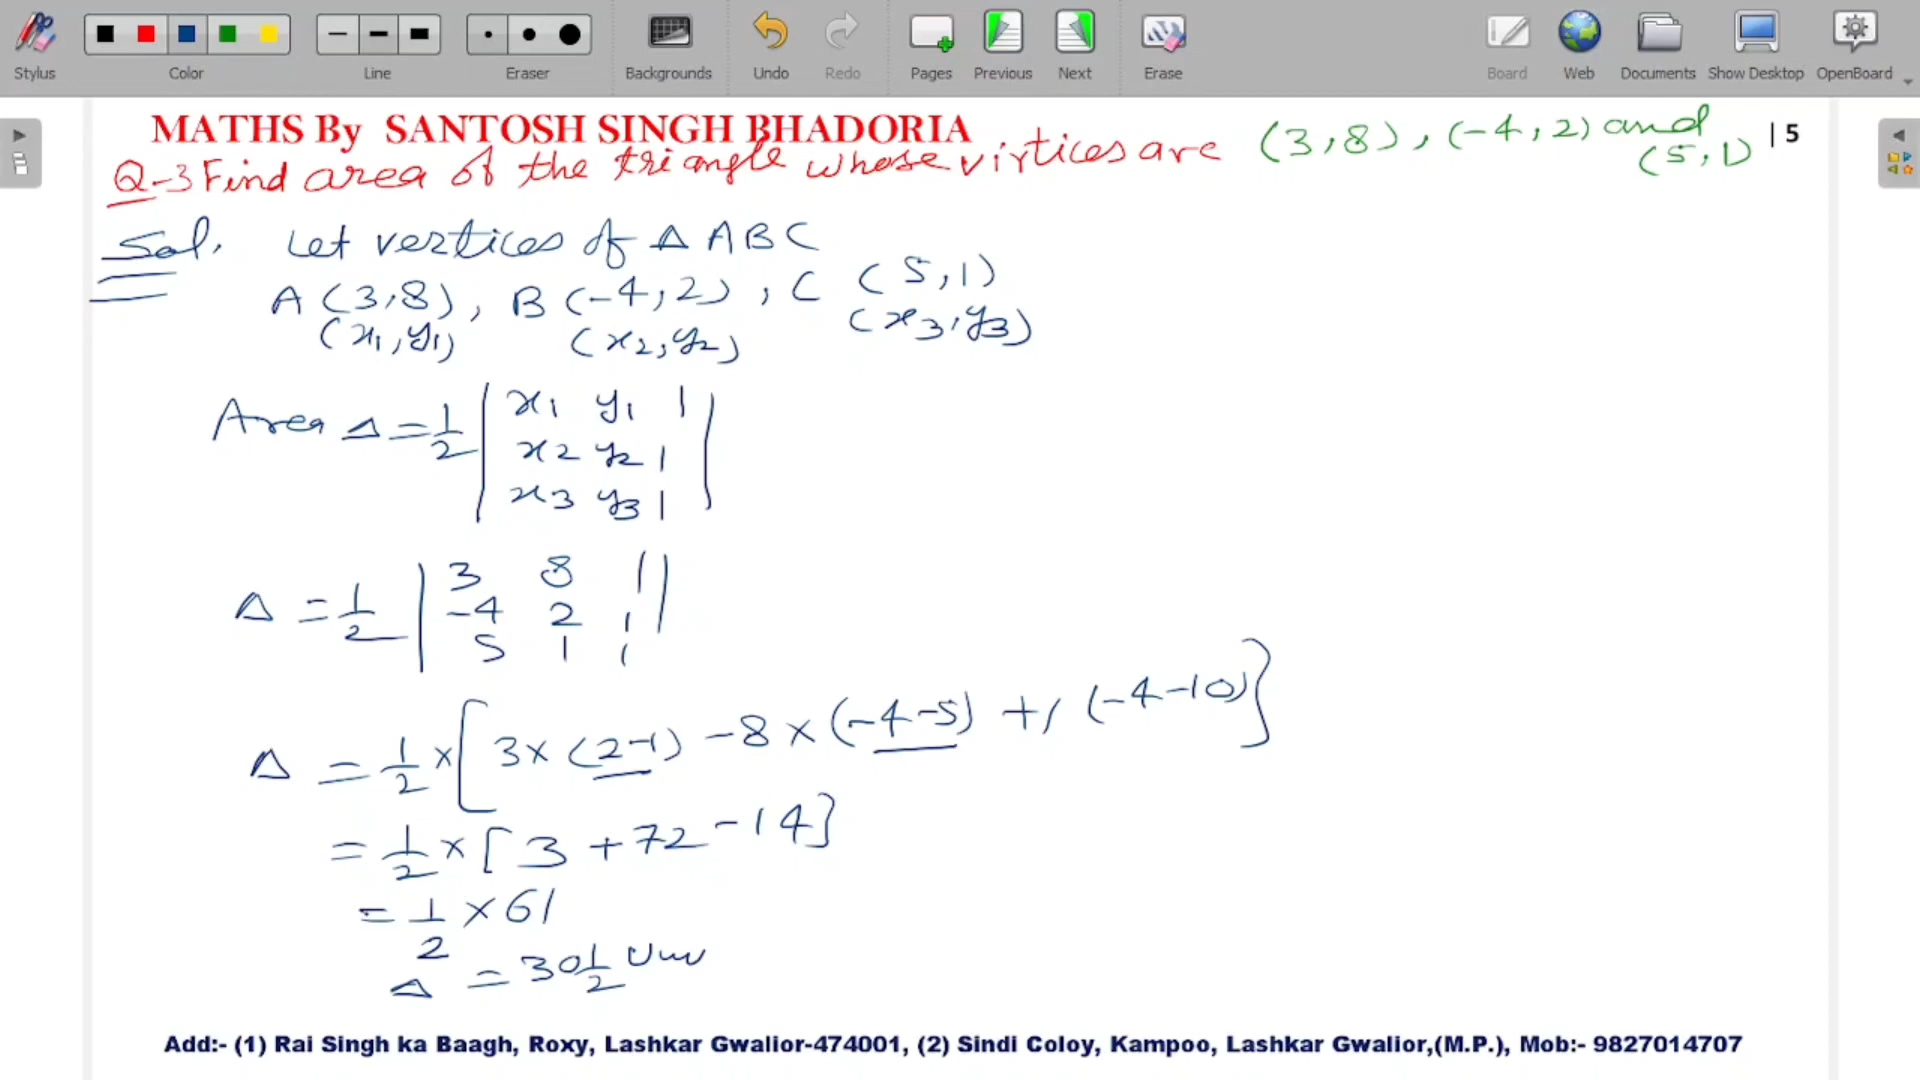 Stylus Color Line Eraser Backgrounds Undo Redo Pages Previous Next Erase Board Web Documents Show Desktop OpenBoard
MATHS By SANTOSH SINGH BHADORIA | 5
Q-3 Find area of the triangle whose virtices are (3,8), (-4,2) and
(5,1)
Sol. Let vertices of Δ ABC
A (3,8), B (-4,2), C (5,1)
(x1,y1) (x2,y2) (x3,y3)
Area Δ = 1/2 | x1 y1 1 |
x2 y2 1
x3 y3 1
Δ = 1/2 | 3 8 1 |
-4 2 1
5 1 1
Δ = 1/2 × [ 3 × (2-1) - 8 × (-4-5) + 1 (-4-10) ]
= 1/2 × [ 3 + 72 - 14 ]
= 1/2 × 61
Δ = 30 1/2
Add:- (1) Rai Singh ka Baagh, Roxy, Lashkar Gwalior-474001, (2) Sindi Coloy, Kampoo, Lashkar Gwalior,(M.P.), Mob:- 9827014707